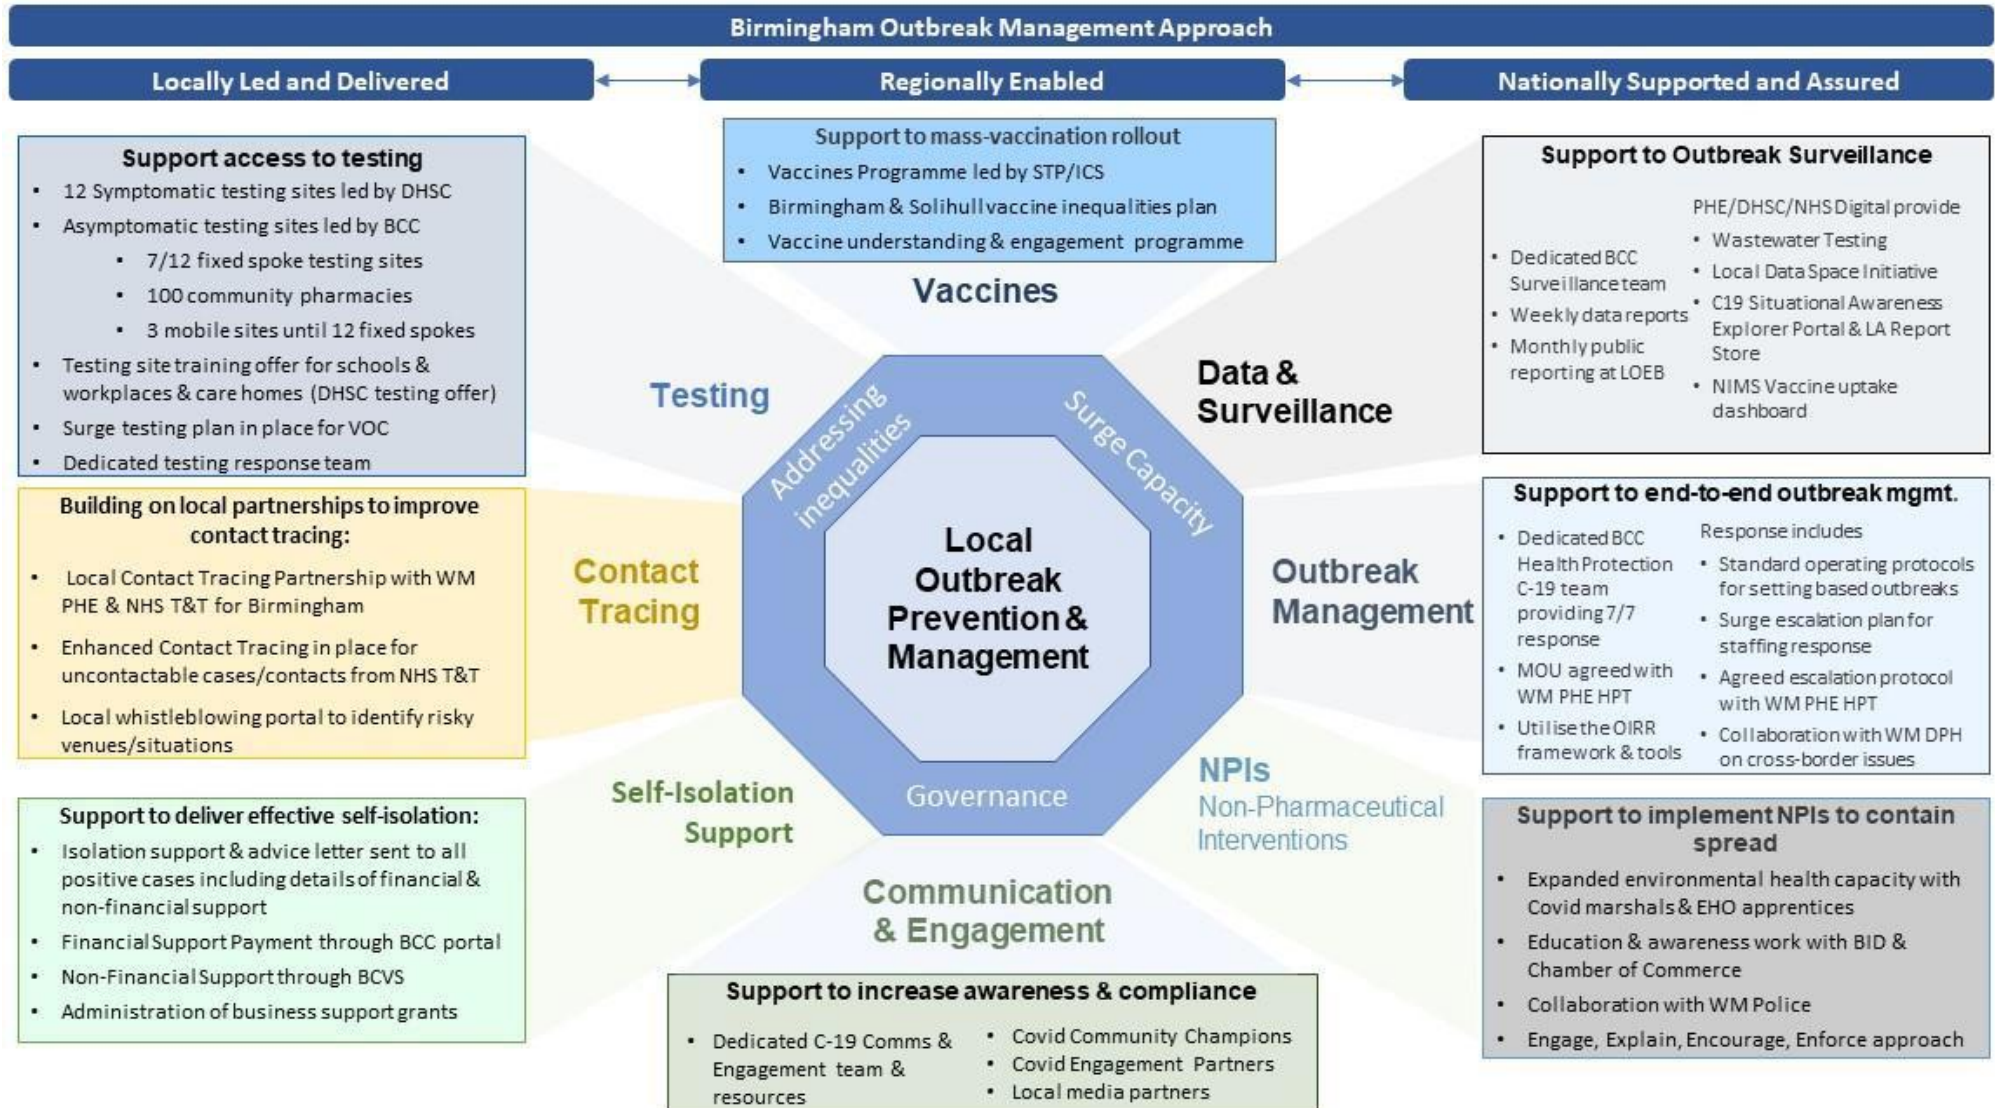 Birmingham Outbreak Management Approach
Locally Led and Delivered
Regionally Enabled
Nationally Supported and Assured
Support access to testing
• 12 Symptomatic testing sites led by DHSC
• Asymptomatic testing sites led by BCC
• 7/12 fixed spoke testing sites
• 100 community pharmacies
• 3 mobile sites until 12 fixed spokes
• Testing site training offer for schools &
workplaces & care homes (DHSC testing offer)
• Surge testing plan in place for VOC
• Dedicated testing response team
Building on local partnerships to improve
contact tracing:
• Local Contact Tracing Partnership with WM
PHE & NHS T&T for Birmingham
• Enhanced Contact Tracing in place for
uncontactable cases/contacts from NHS T&T
• Local whistleblowing portal to identify risky
venues/situations
Support to deliver effective self-isolation:
• Isolation support & advice letter sent to all
positive cases including details of financial &
non-financial support
• Financial Support Payment through BCC portal
• Non-Financial Support through BCVS
• Administration of business support grants
Support to mass-vaccination rollout
• Vaccines Programme led by STP/ICS
• Birmingham & Solihull vaccine inequalities plan
• Vaccine understanding & engagement programme
Vaccines
Testing
Contact
Tracing
Self-Isolation
Support
Communication
& Engagement
Data &
Surveillance
Outbreak
Management
NPIs
Non-Pharmaceutical
Interventions
Addressing
inequalities
Surge Capacity
Governance
Local
Outbreak
Prevention &
Management
Support to increase awareness & compliance
• Dedicated C-19 Comms &
Engagement team &
resources
• Covid Community Champions
• Covid Engagement Partners
• Local media partners
Support to Outbreak Surveillance
• Dedicated BCC
Surveillance team
• Weekly data reports
• Monthly public
reporting at LOEB
PHE/DHSC/NHS Digital provide
• Wastewater Testing
• Local Data Space Initiative
• C19 Situational Awareness
Explorer Portal & LA Report
Store
• NIMS Vaccine uptake
dashboard
Support to end-to-end outbreak mgmt.
• Dedicated BCC
Health Protection
C-19 team
providing 7/7
response
• MOU agreed with
WM PHE HPT
• Utilise the OIRR
framework & tools
Response includes
• Standard operating protocols
for setting based outbreaks
• Surge escalation plan for
staffing response
• Agreed escalation protocol
with WM PHE HPT
• Collaboration with WM DPH
on cross-border issues
Support to implement NPIs to contain
spread
• Expanded environmental health capacity with
Covid marshals & EHO apprentices
• Education & awareness work with BID &
Chamber of Commerce
• Collaboration with WM Police
• Engage, Explain, Encourage, Enforce approach